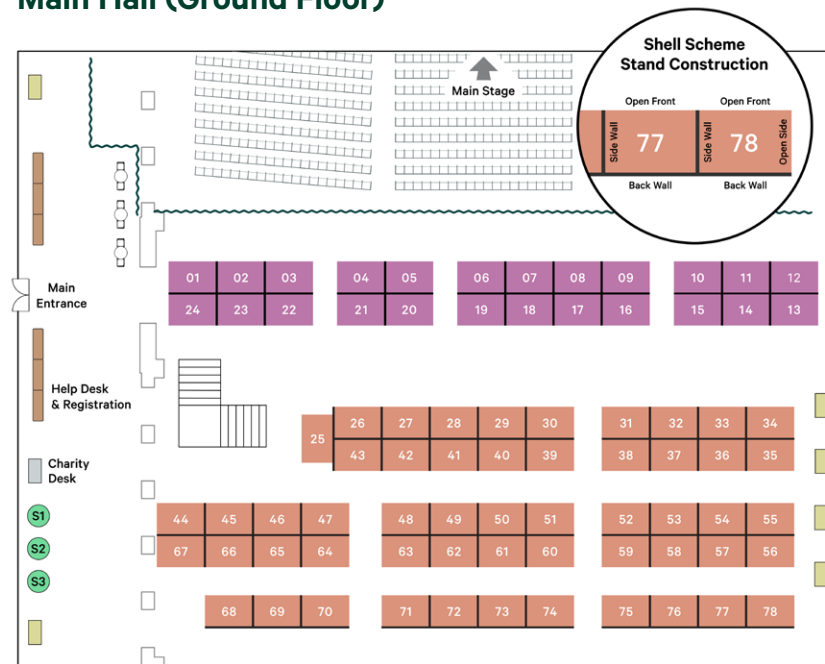 Main Hall (Ground Floor)
Shell Scheme
Stand Construction
Open Front Open Front
Side Wall 77 Side Wall 78 Open Side
Back Wall Back Wall
Main Stage
Main
Entrance
01 02 03 04 05 06 07 08 09 10 11 12
24 23 22 21 20 19 18 17 16 15 14 13
Help Desk
& Registration
25
26 27 28 29 30 31 32 33 34
43 42 41 40 39 38 37 36 35
Charity
Desk
S1
S2
S3
44 45 46 47 48 49 50 51 52 53 54 55
67 66 65 64 63 62 61 60 59 58 57 56
68 69 70 71 72 73 74 75 76 77 78